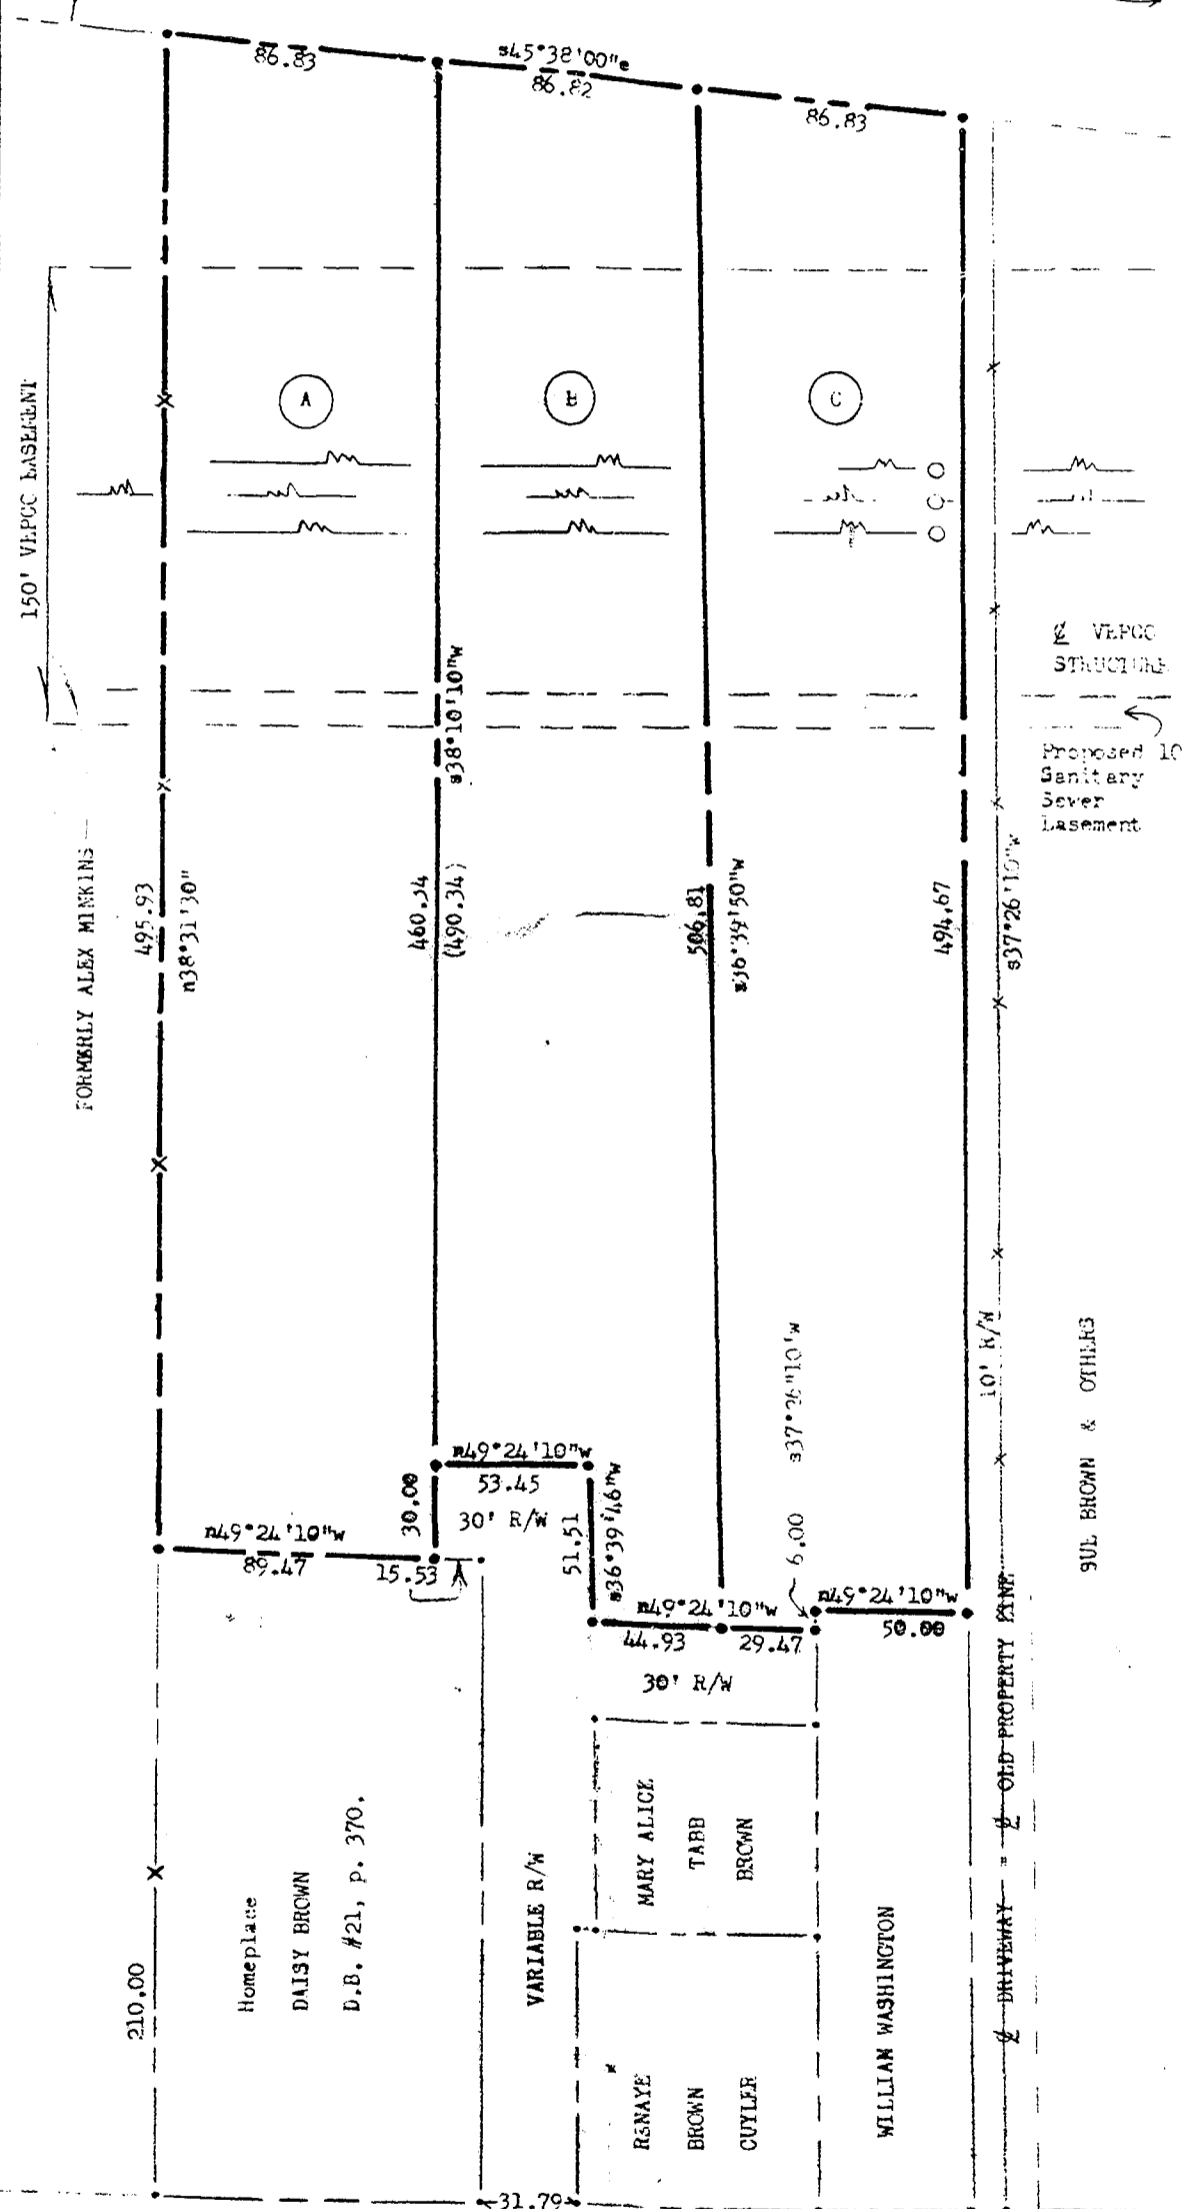 86.83
s45°38'00"e
86.82
86.83
150' VEPCO EASEMENT
A
B
C
₵ VEPCO
STRUCTURE
Proposed 10
Sanitary
Sewer
Easement
FORMERLY ALEX MINKINS
495.93
n38°31'30"
460.34
(490.34)
s38°10'10"w
506.81
s36°39'50"w
494.67
s37°26'10"w
10' R/W
n49°24'10"w
53.45
30.00
30' R/W
n49°24'10"w
89.47
15.53
51.51
s36°39'46"w
6.00 s37°26"10'w
n49°24'10"w
44.93
29.47
n49°24'10"w
50.00
30' R/W
BROWN & OTHERS
₵ DRIVEWAY = ₵ OLD PROPERTY LINE
MARY ALICE
TABB
BROWN
Homeplace
DAISY BROWN
D.B. #21, p. 370.
VARIABLE R/W
210.00
RENAYE
BROWN
CUYLER
WILLIAM WASHINGTON
31.79